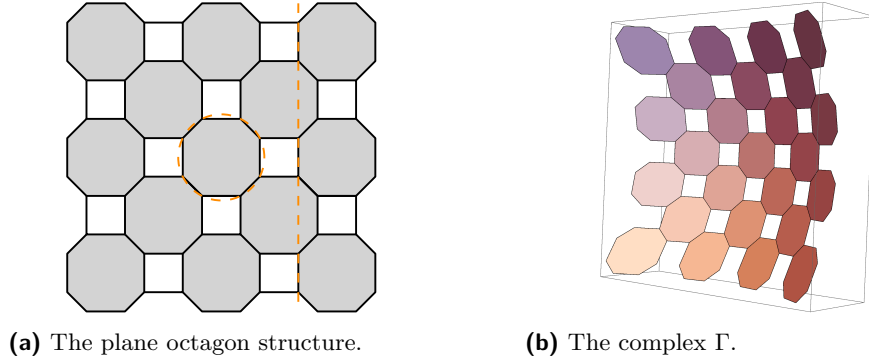 (a) The plane octagon structure.
(b) The complex Γ.